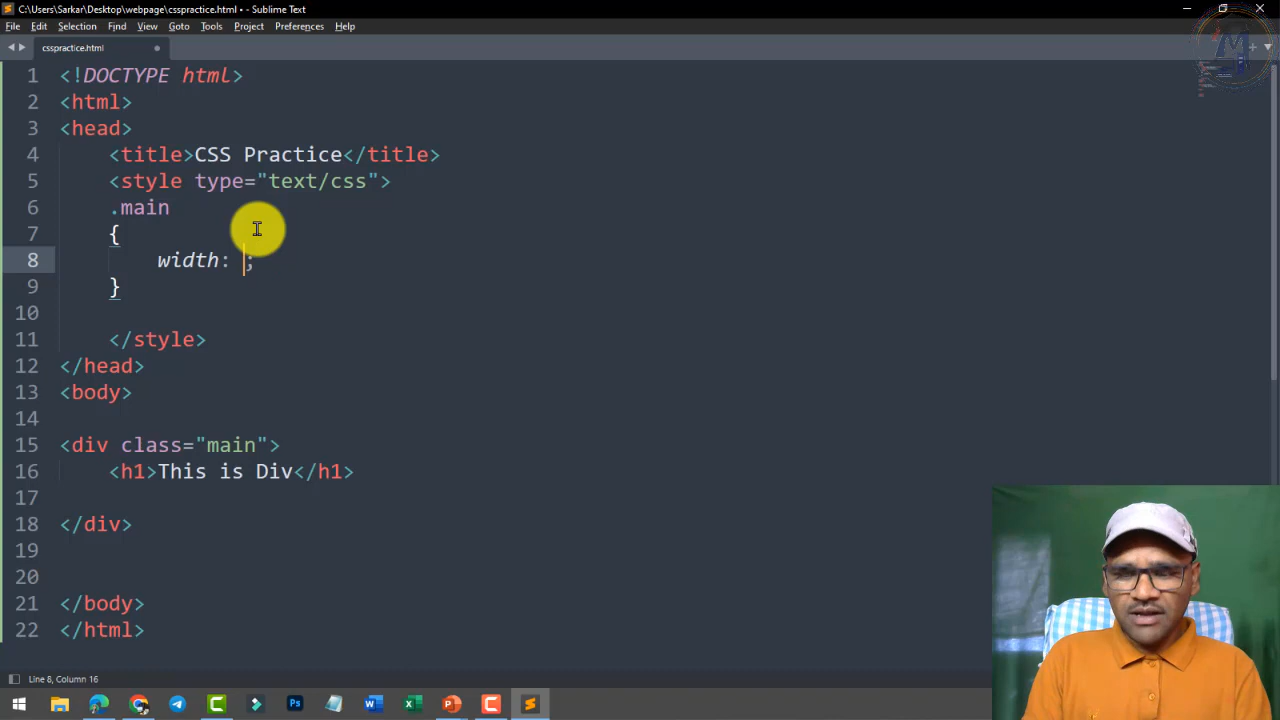 C:\Users\Sarkar\Desktop\webpage\csspractice.html • - Sublime Text
File Edit Selection Find View Goto Tools Project Preferences Help
csspractice.html
1 <!DOCTYPE html>
2 <html>
3 <head>
4 <title>CSS Practice</title>
5 <style type="text/css">
6 .main
7 {
8 width: ;
9 }
10
11 </style>
12 </head>
13 <body>
14
15 <div class="main">
16 <h1>This is Div</h1>
17
18 </div>
19
20
21 </body>
22 </html>
Line 8, Column 16